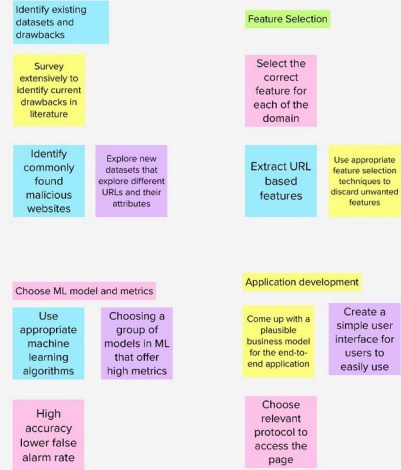 Identify existing
datasets and
drawbacks
Survey
extensively to
identify current
drawbacks in
literature
Identify
commonly
found
malicious
websites
Explore new
datasets that
explore different
URLs and their
attributes
Feature Selection
Select the
correct
feature for
each of the
domain
Extract URL
based
features
Use appropriate
feature selection
techniques to
discard unwanted
features
Choose ML model and metrics
Use
appropriate
machine
learning
algorithms
Choosing a
group of
models in ML
that offer
high metrics
High
accuracy
lower false
alarm rate
Application development
Come up with a
plausible
business model
for the end-to-
end application
Create a
simple user
interface for
users to
easily use
Choose
relevant
protocol to
access the
page